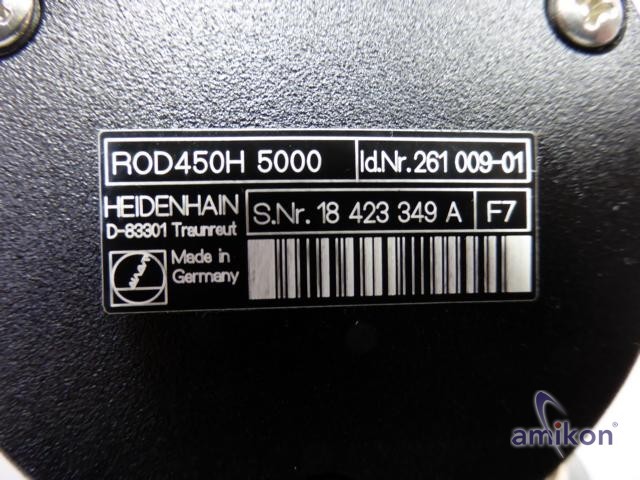 ROD450H 5000 Id.Nr.261 009-01
HEIDENHAIN
D-83301 Traunreut
S.Nr. 18 423 349 A F7
Made in
Germany
amikon®